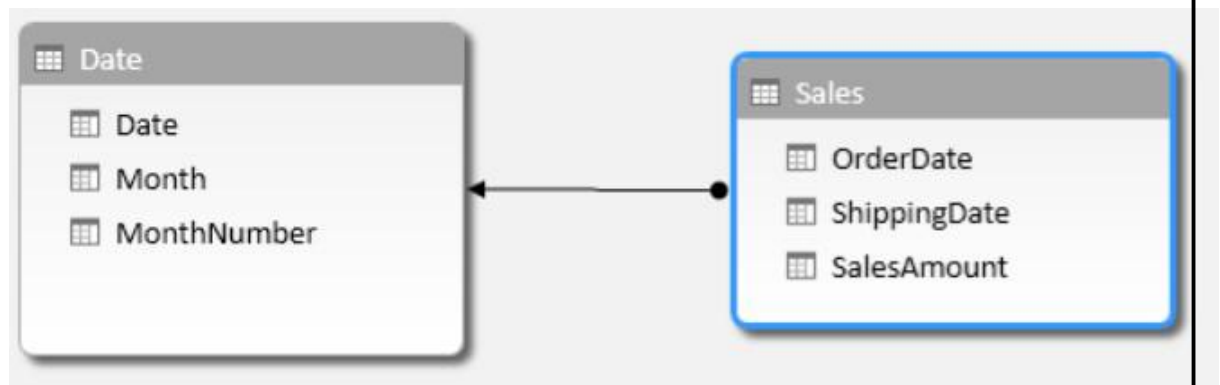 Date
Date
Month
MonthNumber
Sales
OrderDate
ShippingDate
SalesAmount